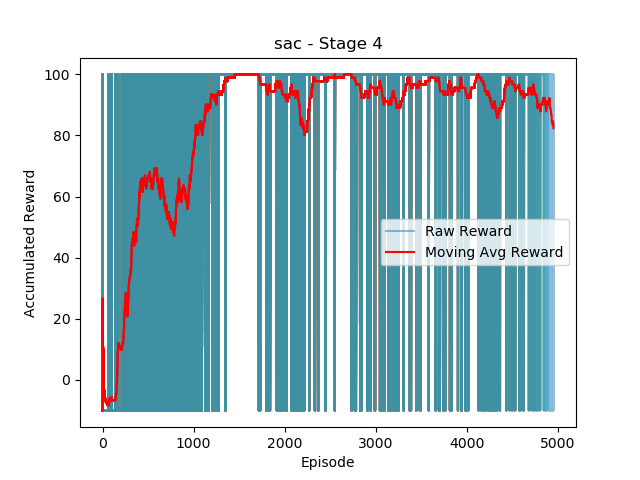 sac - Stage 4
Accumulated Reward
100
80
60
40
20
0
Raw Reward
Moving Avg Reward
0 1000 2000 3000 4000 5000
Episode